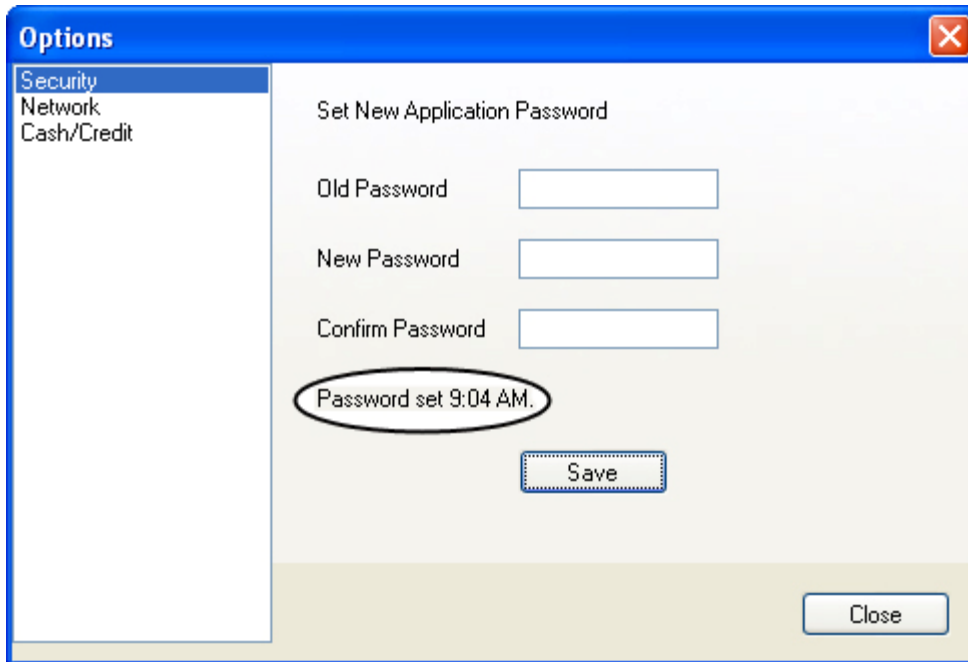 Options
Security
Network
Cash/Credit
Set New Application Password
Old Password
New Password
Confirm Password
Password set 9:04 AM.
Save
Close